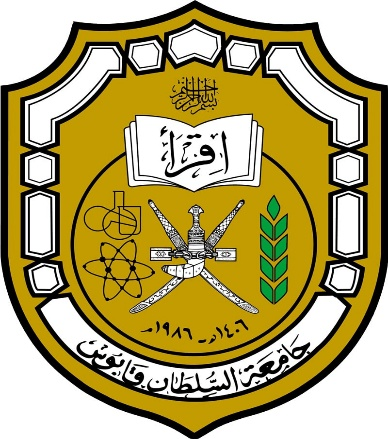 بسم الله الرحمن الرحيم
اقرأ
١٤٠٦هـ - ١٩٨٦م
جامعة السلطان قابوس